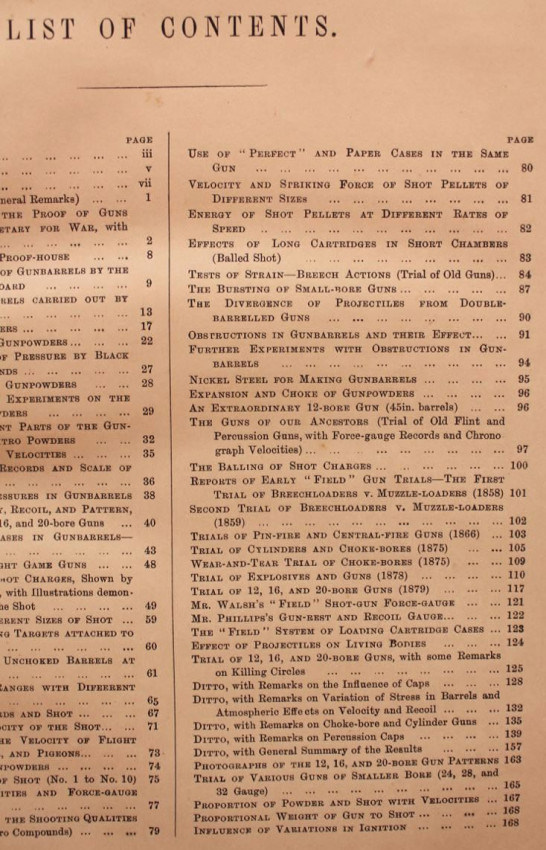 LIST OF CONTENTS.
PAGE
... ... ... ... ... ... iii
... ... ... ... ... ... v
... ... ... ... ... ... vii
neral Remarks) ... ... 1
THE PROOF OF GUNS
ETARY FOR WAR, with
... ... ... ... ... ... 2
PROOF-HOUSE ... ... 8
OF GUNBARRELS BY THE
OARD ... ... ... ... 9
RELS CARRIED OUT BY
... ... ... ... ... ... 13
ERS ... ... ... ... ... 17
GUNPOWDERS ... ... ... 22
OF PRESSURE BY BLACK
NDS ... ... ... ... ... 27
GUNPOWDERS ... ... 28
EXPERIMENTS ON THE
DERS ... ... ... ... 29
NT PARTS OF THE GUN-
TRO POWDERS ... ... 32
VELOCITIES ... ... ... 35
RECORDS AND SCALE OF
... ... ... ... ... ... 36
ESSURES IN GUNBARRELS 38
Y, RECOIL, AND PATTERN,
16, and 20-bore Guns ... 40
ASES IN GUNBARRELS—
... ... ... ... ... ... 43
GHT GAME GUNS ... ... 48
HOT CHARGES, Shown by
, with Illustrations demon-
he Shot ... ... ... ... 49
ERENT SIZES OF SHOT ... 59
NG TARGETS ATTACHED TO
... ... ... ... ... ... 60
UNCHOKED BARRELS AT
... ... ... ... ... ... 61
RANGES WITH DIFFERENT
... ... ... ... ... ... 65
RDS AND SHOT ... ... ... 67
OCITY OF THE SHOT ... ... 71
HE VELOCITY OF FLIGHT
, AND PIGEONS ... ... ... 73
NPOWDERS ... ... ... ... 74
OF SHOT (No. 1 to No. 10) 75
ITIES AND FORCE-GAUGE
... ... ... ... ... ... 77
THE SHOOTING QUALITIES
ro Compounds) ... ... ... 79
PAGE
USE OF "PERFECT" AND PAPER CASES IN THE SAME
GUN ... ... ... ... ... ... ... ... ... 80
VELOCITY AND STRIKING FORCE OF SHOT PELLETS OF
DIFFERENT SIZES ... ... ... ... ... ... 81
ENERGY OF SHOT PELLETS AT DIFFERENT RATES OF
SPEED ... ... ... ... ... ... ... ... 82
EFFECTS OF LONG CARTRIDGES IN SHORT CHAMBERS
(Balled Shot) ... ... ... ... ... ... ... 83
TESTS OF STRAIN—BREECH ACTIONS (Trial of Old Guns)... 84
THE BURSTING OF SMALL-BORE GUNS ... ... ... ... 87
THE DIVERGENCE OF PROJECTILES FROM DOUBLE-
BARRELLED GUNS ... ... ... ... ... ... 90
OBSTRUCTIONS IN GUNBARRELS AND THEIR EFFECT... ... 91
FURTHER EXPERIMENTS WITH OBSTRUCTIONS IN GUN-
BARRELS ... ... ... ... ... ... ... ... 94
NICKEL STEEL FOR MAKING GUNBARRELS ... ... ... 95
EXPANSION AND CHOKE OF GUNPOWDERS ... ... ... 96
AN EXTRAORDINARY 12-BORE GUN (45in. barrels) ... ... 96
THE GUNS OF OUR ANCESTORS (Trial of Old Flint and
Percussion Guns, with Force-gauge Records and Chrono
graph Velocities) ... ... ... ... ... ... ... 97
THE BALLING OF SHOT CHARGES ... ... ... ... ... 100
REPORTS OF EARLY "FIELD" GUN TRIALS—THE FIRST
TRIAL OF BREECHLOADERS V. MUZZLE-LOADERS (1858) 101
SECOND TRIAL OF BREECHLOADERS V. MUZZLE-LOADERS
(1859) ... ... ... ... ... ... ... ... ... 102
TRIALS OF PIN-FIRE AND CENTRAL-FIRE GUNS (1866) ... 103
TRIAL OF CYLINDERS AND CHOKE-BORES (1875) ... ... 105
WEAR-AND-TEAR TRIAL OF CHOKE-BORES (1875) ... 109
TRIAL OF EXPLOSIVES AND GUNS (1878) ... ... ... 110
TRIAL OF 12, 16, AND 20-BORE GUNS (1879) ... ... 117
MR. WALSH'S "FIELD" SHOT-GUN FORCE-GAUGE ... ... 121
MR. PHILLIPS'S GUN-REST AND RECOIL GAUGE... ... ... 122
THE "FIELD" SYSTEM OF LOADING CARTRIDGE CASES ... 123
EFFECT OF PROJECTILES ON LIVING BODIES ... ... 124
TRIAL OF 12, 16, AND 20-BORE GUNS, with some Remarks
on Killing Circles ... ... ... ... ... ... 125
DITTO, with Remarks on the Influence of Caps ... ... 128
DITTO, with Remarks on Variation of Stress in Barrels and
Atmospheric Effects on Velocity and Recoil ... ... ... 132
DITTO, with Remarks on Choke-bore and Cylinder Guns ... 135
DITTO, with Remarks on Percussion Caps ... ... ... 139
DITTO, with General Summary of the Results ... ... 157
PHOTOGRAPHS OF THE 12, 16, AND 20-BORE GUN PATTERNS 163
TRIAL OF VARIOUS GUNS OF SMALLER BORE (24, 28, and
32 Gauge) ... ... ... ... ... ... ... ... 165
PROPORTION OF POWDER AND SHOT WITH VELOCITIES ... 167
PROPORTIONAL WEIGHT OF GUN TO SHOT ... ... ... ... 168
INFLUENCE OF VARIATIONS IN IGNITION ... ... ... ... 168